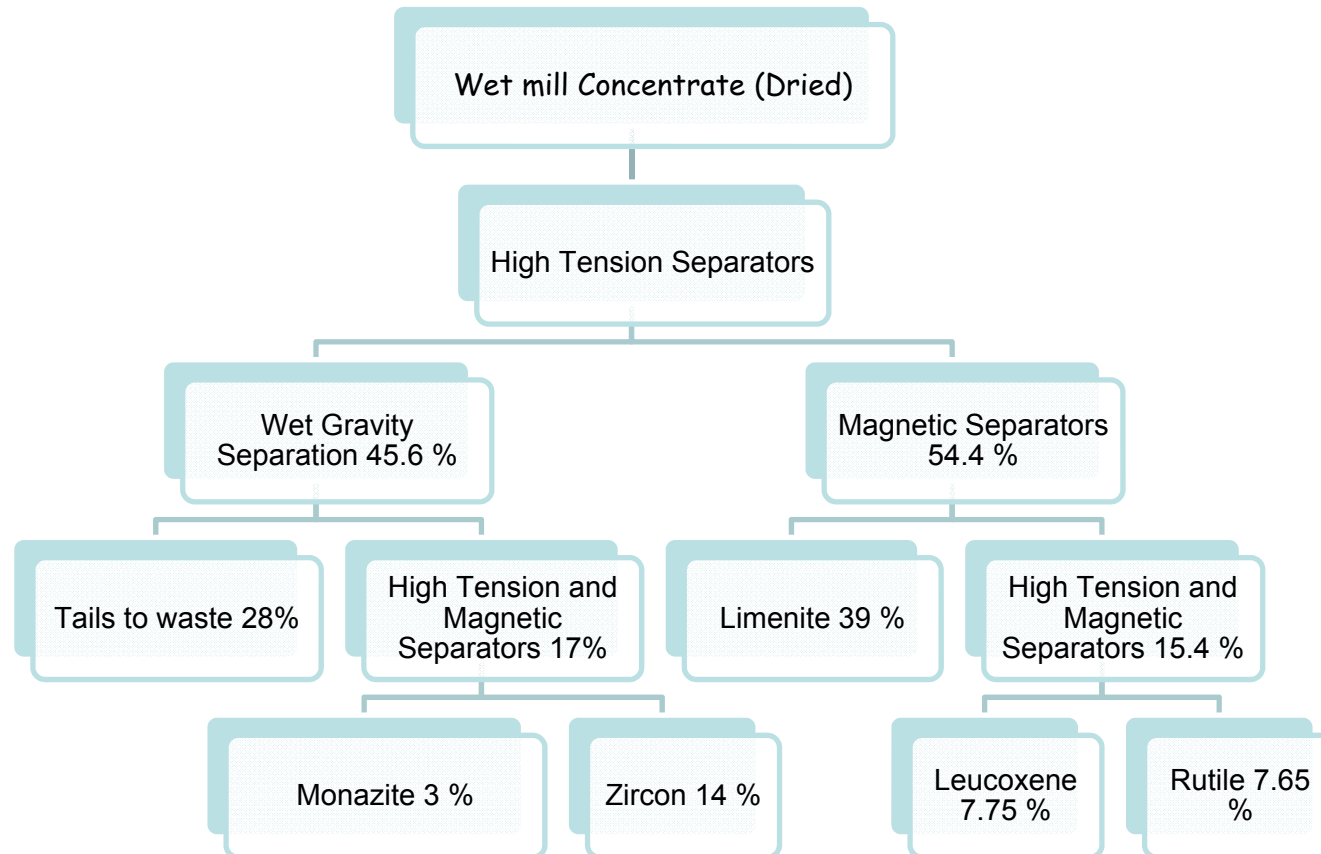 Wet mill Concentrate (Dried)
High Tension Separators
Wet Gravity
Separation 45.6 %
Magnetic Separators
54.4 %
Tails to waste 28%
High Tension and
Magnetic
Separators 17%
Limenite 39 %
High Tension and
Magnetic
Separators 15.4 %
Monazite 3 %
Zircon 14 %
Leucoxene
7.75 %
Rutile 7.65
%